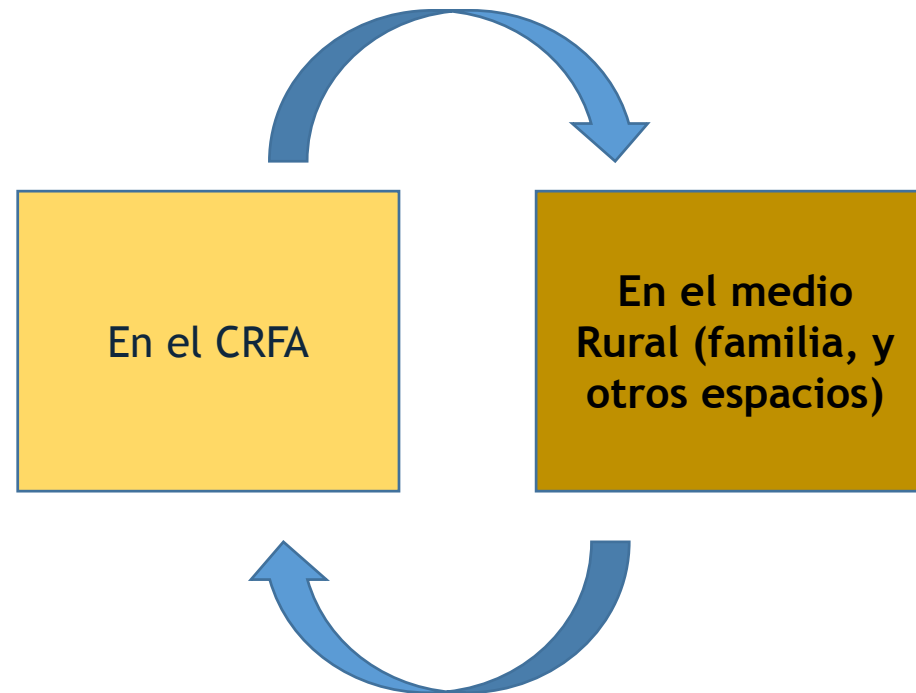 En el CRFA
En el medio
Rural (familia, y
otros espacios)